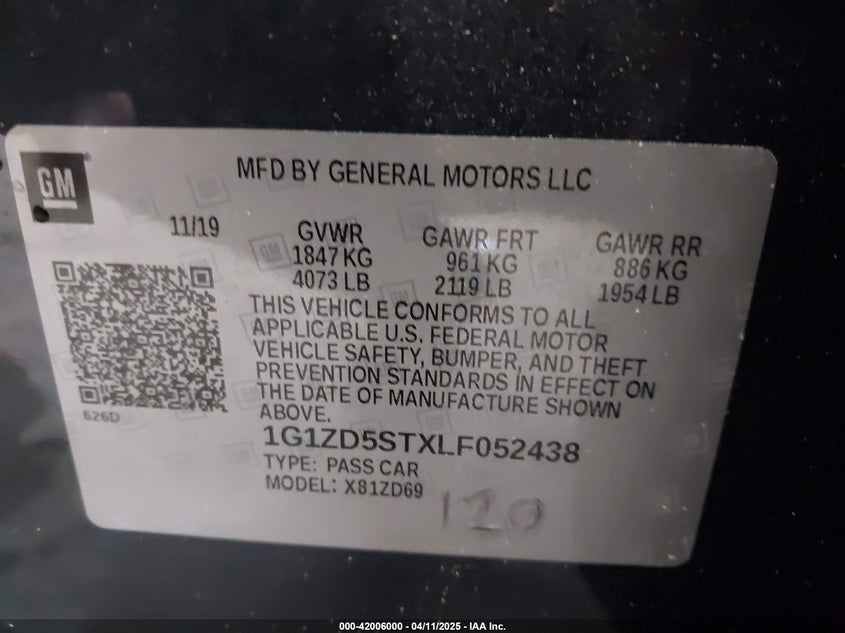 GM
MFD BY GENERAL MOTORS LLC
11/19
GVWR
1847 KG
4073 LB
GAWR FRT
961 KG
2119 LB
GAWR RR
886 KG
1954 LB
THIS VEHICLE CONFORMS TO ALL
APPLICABLE U.S. FEDERAL MOTOR
VEHICLE SAFETY, BUMPER, AND THEFT
PREVENTION STANDARDS IN EFFECT ON
THE DATE OF MANUFACTURE SHOWN
ABOVE.
626D
1G1ZD5STXLF052438
TYPE: PASS CAR
MODEL: X81ZD69
120
000-42006000 - 04/11/2025 - IAA Inc.